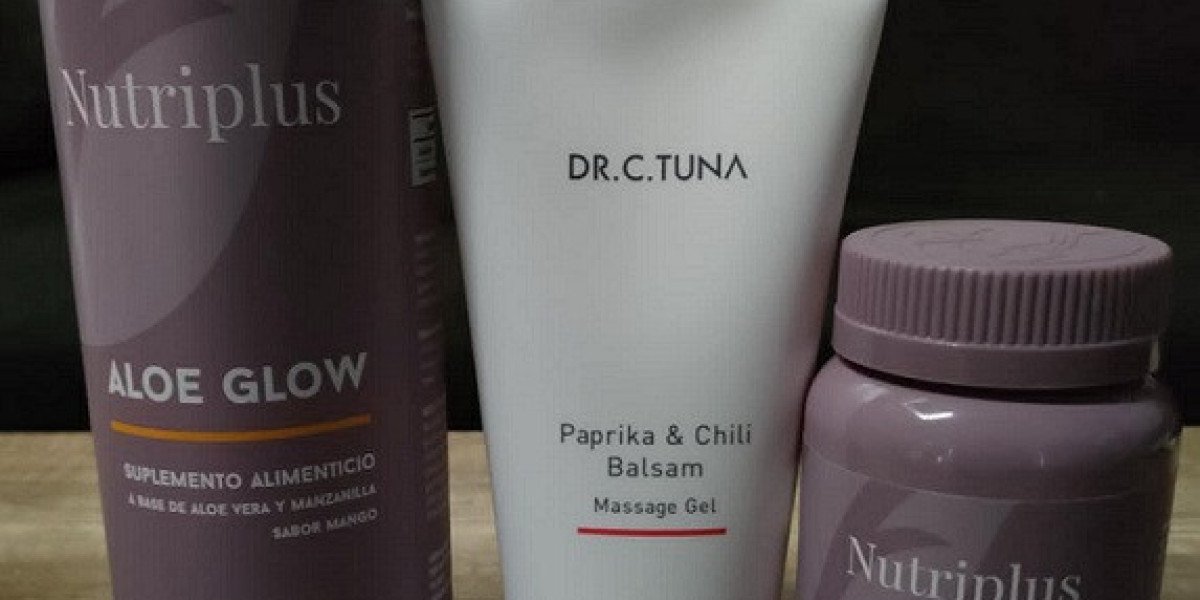 Nutriplus
ALOE GLOW
SUPLEMENTO ALIMENTICIO
A BASE DE ALOE VERA Y MANZANILLA
SABOR MANGO
DR.C.TUNA
Paprika & Chili
Balsam
Massage Gel
Nutriplus